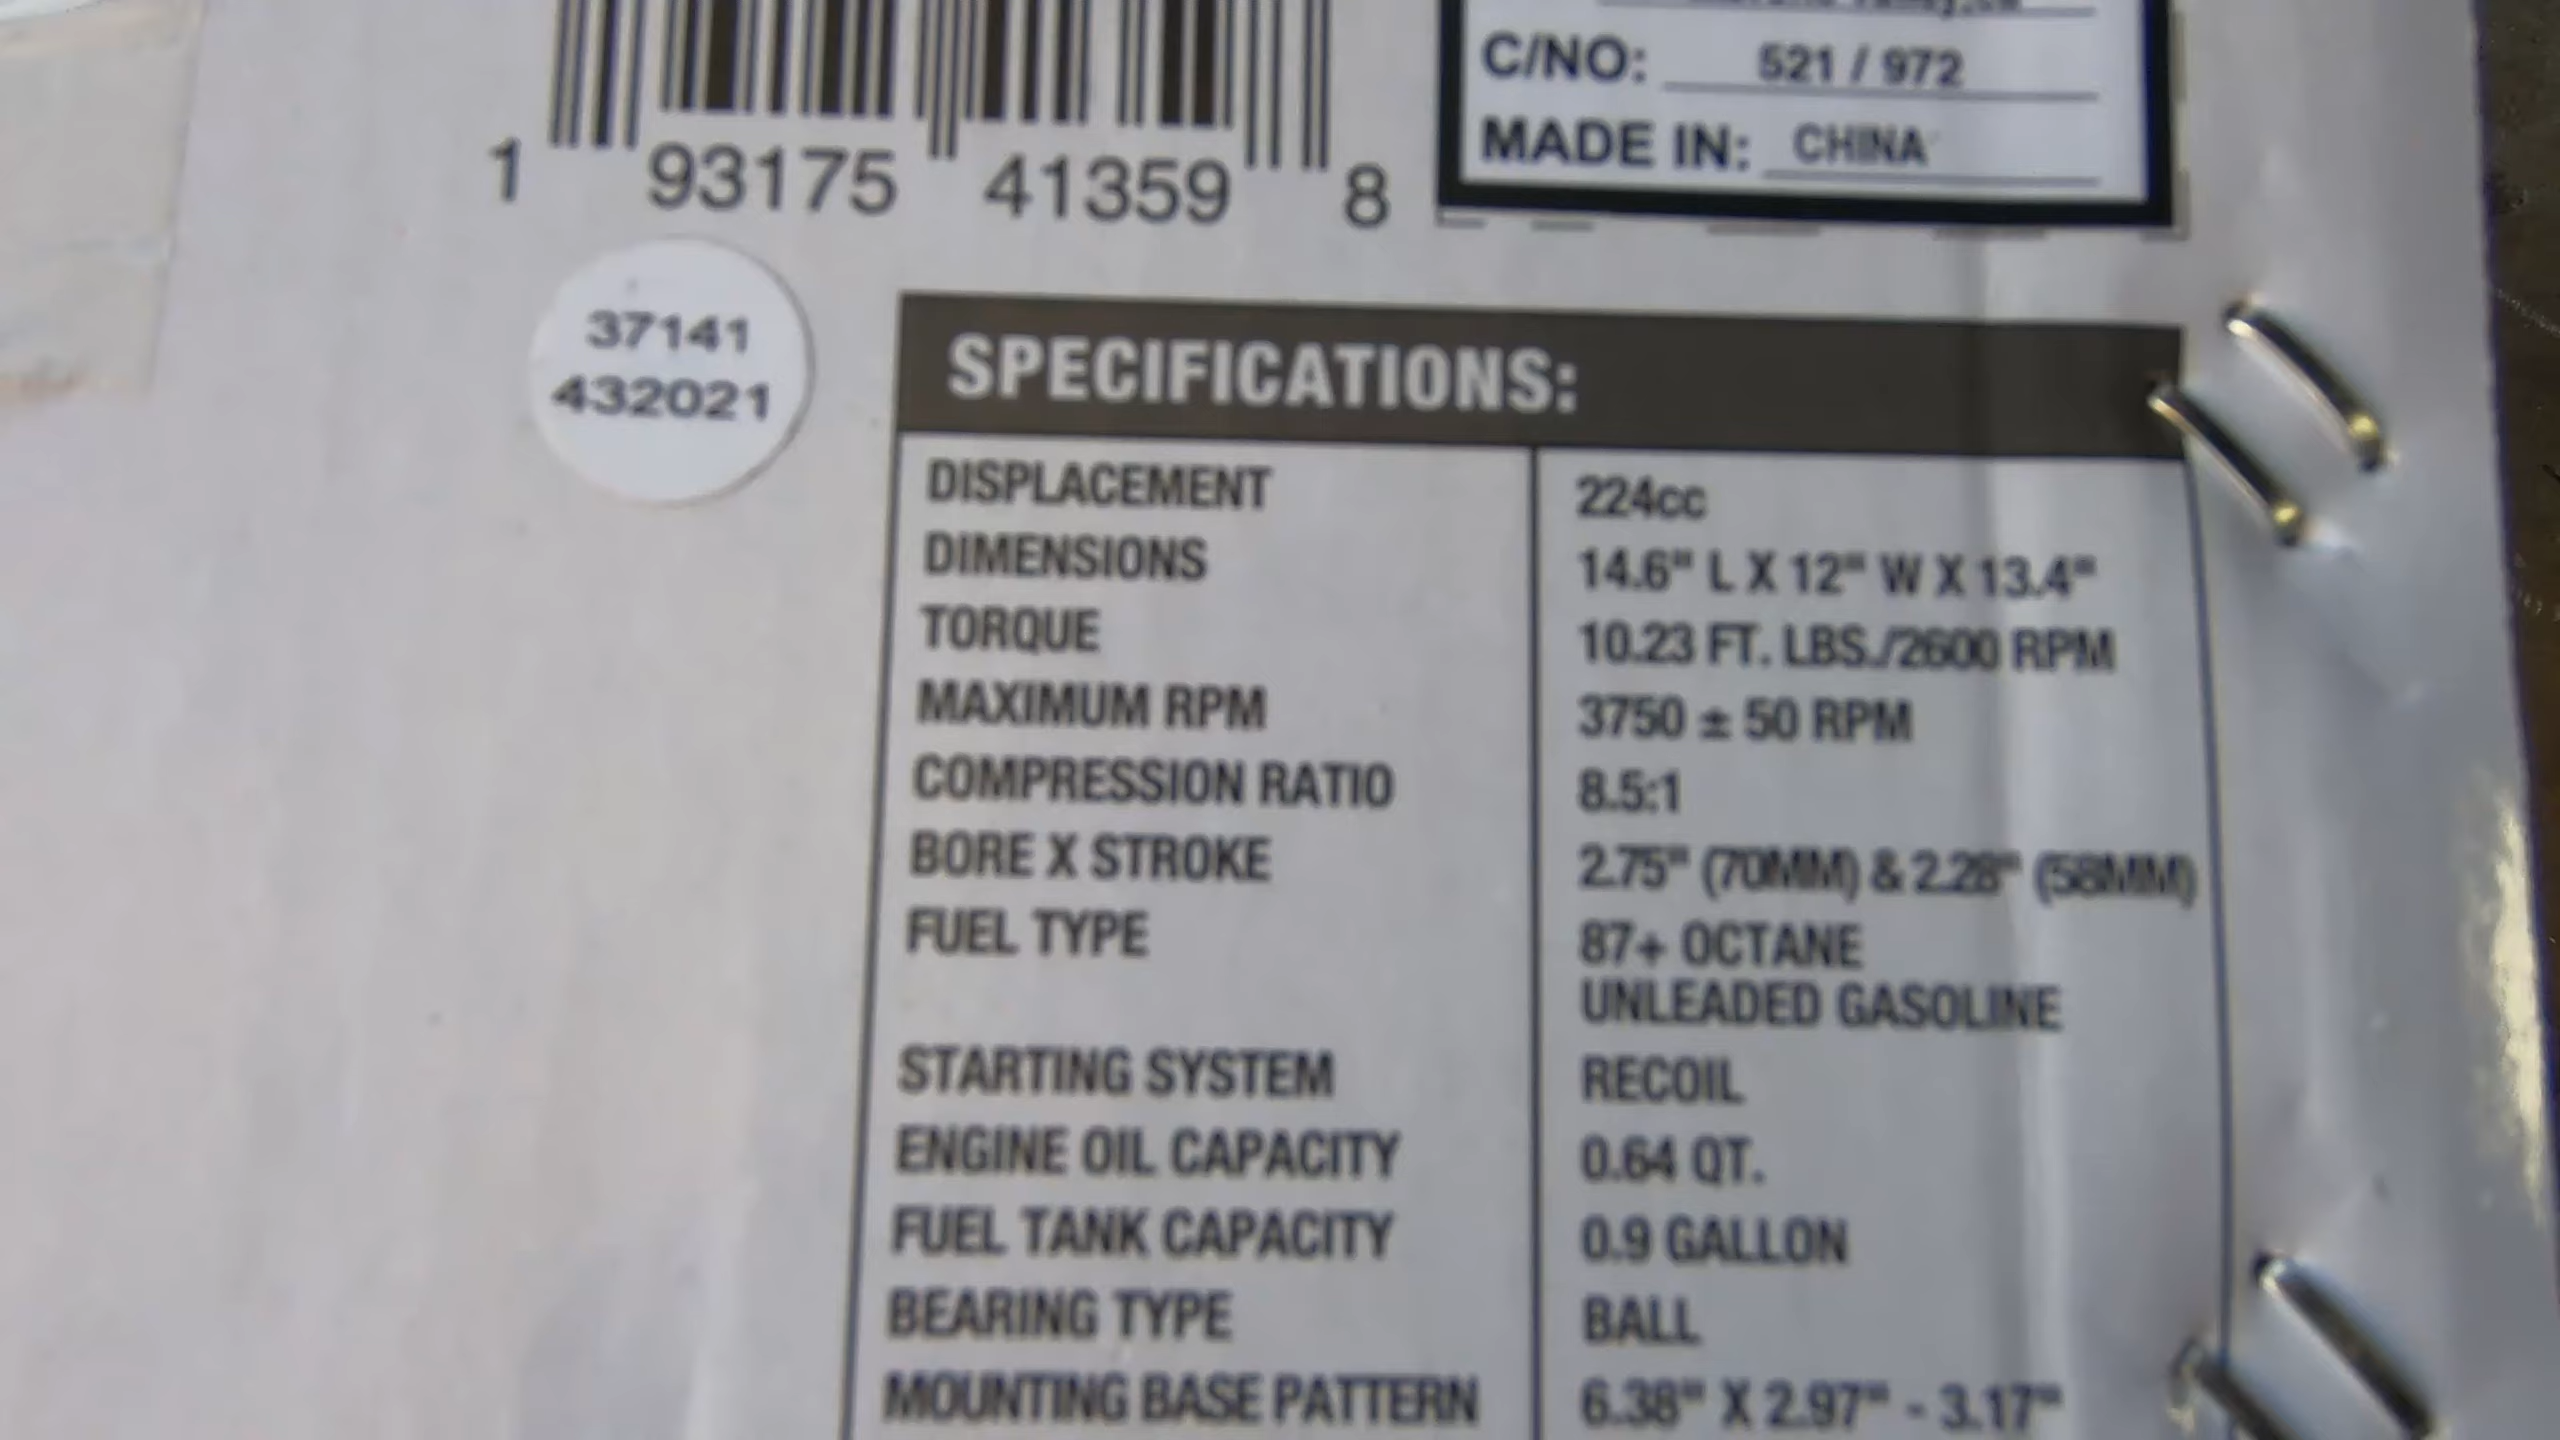 C/NO: 521 / 972
MADE IN: CHINA
1 93175 41359 8
37141
432021
SPECIFICATIONS:
DISPLACEMENT 224cc
DIMENSIONS 14.6" L X 12" W X 13.4"
TORQUE 10.23 FT. LBS./2600 RPM
MAXIMUM RPM 3750 ± 50 RPM
COMPRESSION RATIO 8.5:1
BORE X STROKE 2.75" (70MM) & 2.28" (58MM)
FUEL TYPE 87+ OCTANE
UNLEADED GASOLINE
STARTING SYSTEM RECOIL
ENGINE OIL CAPACITY 0.64 QT.
FUEL TANK CAPACITY 0.9 GALLON
BEARING TYPE BALL
MOUNTING BASE PATTERN 6.38" X 2.97" - 3.17"